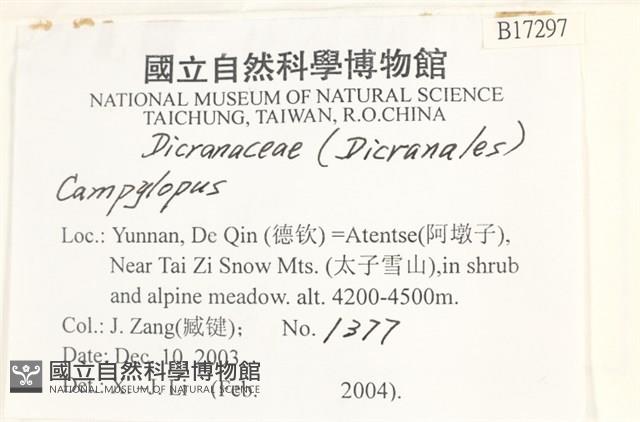 B17297
國立自然科學博物館
NATIONAL MUSEUM OF NATURAL SCIENCE
TAICHUNG, TAIWAN, R.O.CHINA
Dicranaceae (Dicranales)
Campylopus
Loc.: Yunnan, De Qin (德钦) =Atentse(阿墩子),
Near Tai Zi Snow Mts. (太子雪山),in shrub
and alpine meadow. alt. 4200-4500m.
Col.: J. Zang(臧键); No. 1377
Date: Dec. 10, 2003
國立自然科學博物館
NATIONAL MUSEUM OF NATURAL SCIENCE
Det.: (Feb. 2004).